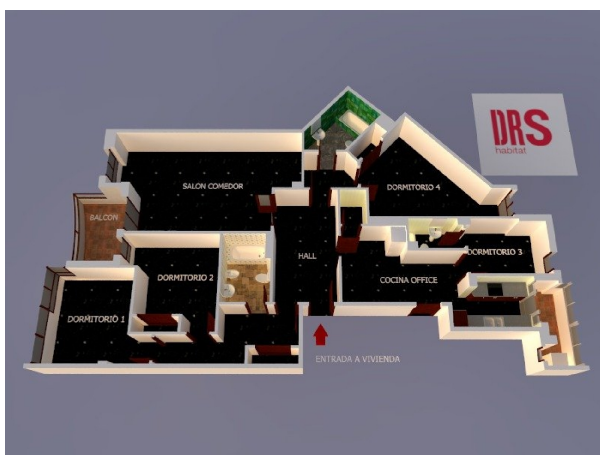 DRS
habitat
SALON COMEDOR
DORMITORIO 4
BALCON
HALL
DORMITORIO 3
DORMITORIO 2
COCINA OFFICE
DORMITORIO 1
ENTRADA A VIVIENDA